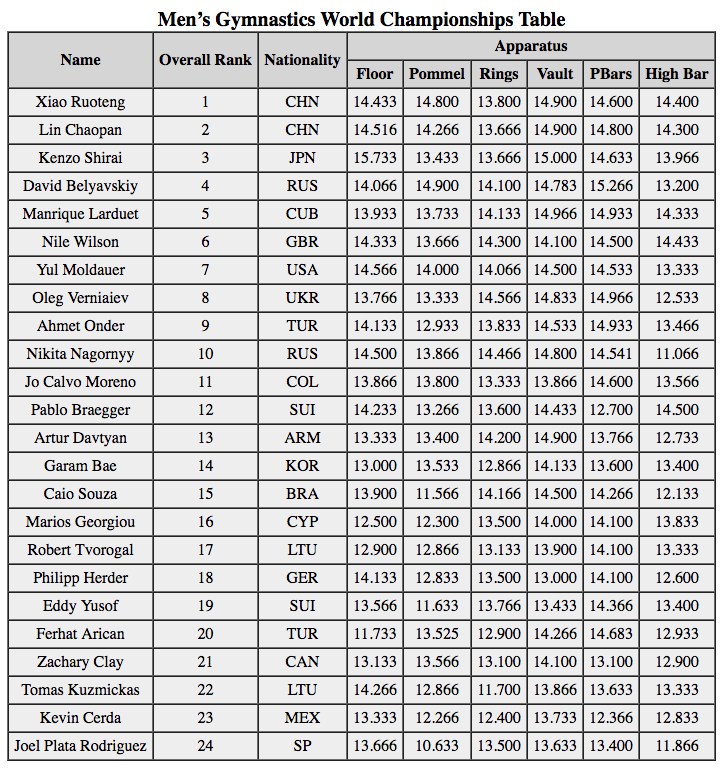 Men’s Gymnastics World Championships Table
Name Overall Rank Nationality Apparatus
Floor Pommel Rings Vault PBars High Bar
Xiao Ruoteng 1 CHN 14.433 14.800 13.800 14.900 14.600 14.400
Lin Chaopan 2 CHN 14.516 14.266 13.666 14.900 14.800 14.300
Kenzo Shirai 3 JPN 15.733 13.433 13.666 15.000 14.633 13.966
David Belyavskiy 4 RUS 14.066 14.900 14.100 14.783 15.266 13.200
Manrique Larduet 5 CUB 13.933 13.733 14.133 14.966 14.933 14.333
Nile Wilson 6 GBR 14.333 13.666 14.300 14.100 14.500 14.433
Yul Moldauer 7 USA 14.566 14.000 14.066 14.500 14.533 13.333
Oleg Verniaiev 8 UKR 13.766 13.333 14.566 14.833 14.966 12.533
Ahmet Onder 9 TUR 14.133 12.933 13.833 14.533 14.933 13.466
Nikita Nagornyy 10 RUS 14.500 13.866 14.466 14.800 14.541 11.066
Jo Calvo Moreno 11 COL 13.866 13.800 13.333 13.866 14.600 13.566
Pablo Braegger 12 SUI 14.233 13.266 13.600 14.433 12.700 14.500
Artur Davtyan 13 ARM 13.333 13.400 14.200 14.900 13.766 12.733
Garam Bae 14 KOR 13.000 13.533 12.866 14.133 13.600 13.400
Caio Souza 15 BRA 13.900 11.566 14.166 14.500 14.266 12.133
Marios Georgiou 16 CYP 12.500 12.300 13.500 14.000 14.100 13.833
Robert Tvorogal 17 LTU 12.900 12.866 13.133 13.900 14.100 13.333
Philipp Herder 18 GER 14.133 12.833 13.500 13.000 14.100 12.600
Eddy Yusof 19 SUI 13.566 11.633 13.766 13.433 14.366 13.400
Ferhat Arican 20 TUR 11.733 13.525 12.900 14.266 14.683 12.933
Zachary Clay 21 CAN 13.133 13.566 13.100 14.100 13.100 12.900
Tomas Kuzmickas 22 LTU 14.266 12.866 11.700 13.866 13.633 13.333
Kevin Cerda 23 MEX 13.333 12.266 12.400 13.733 12.366 12.833
Joel Plata Rodriguez 24 SP 13.666 10.633 13.500 13.633 13.400 11.866